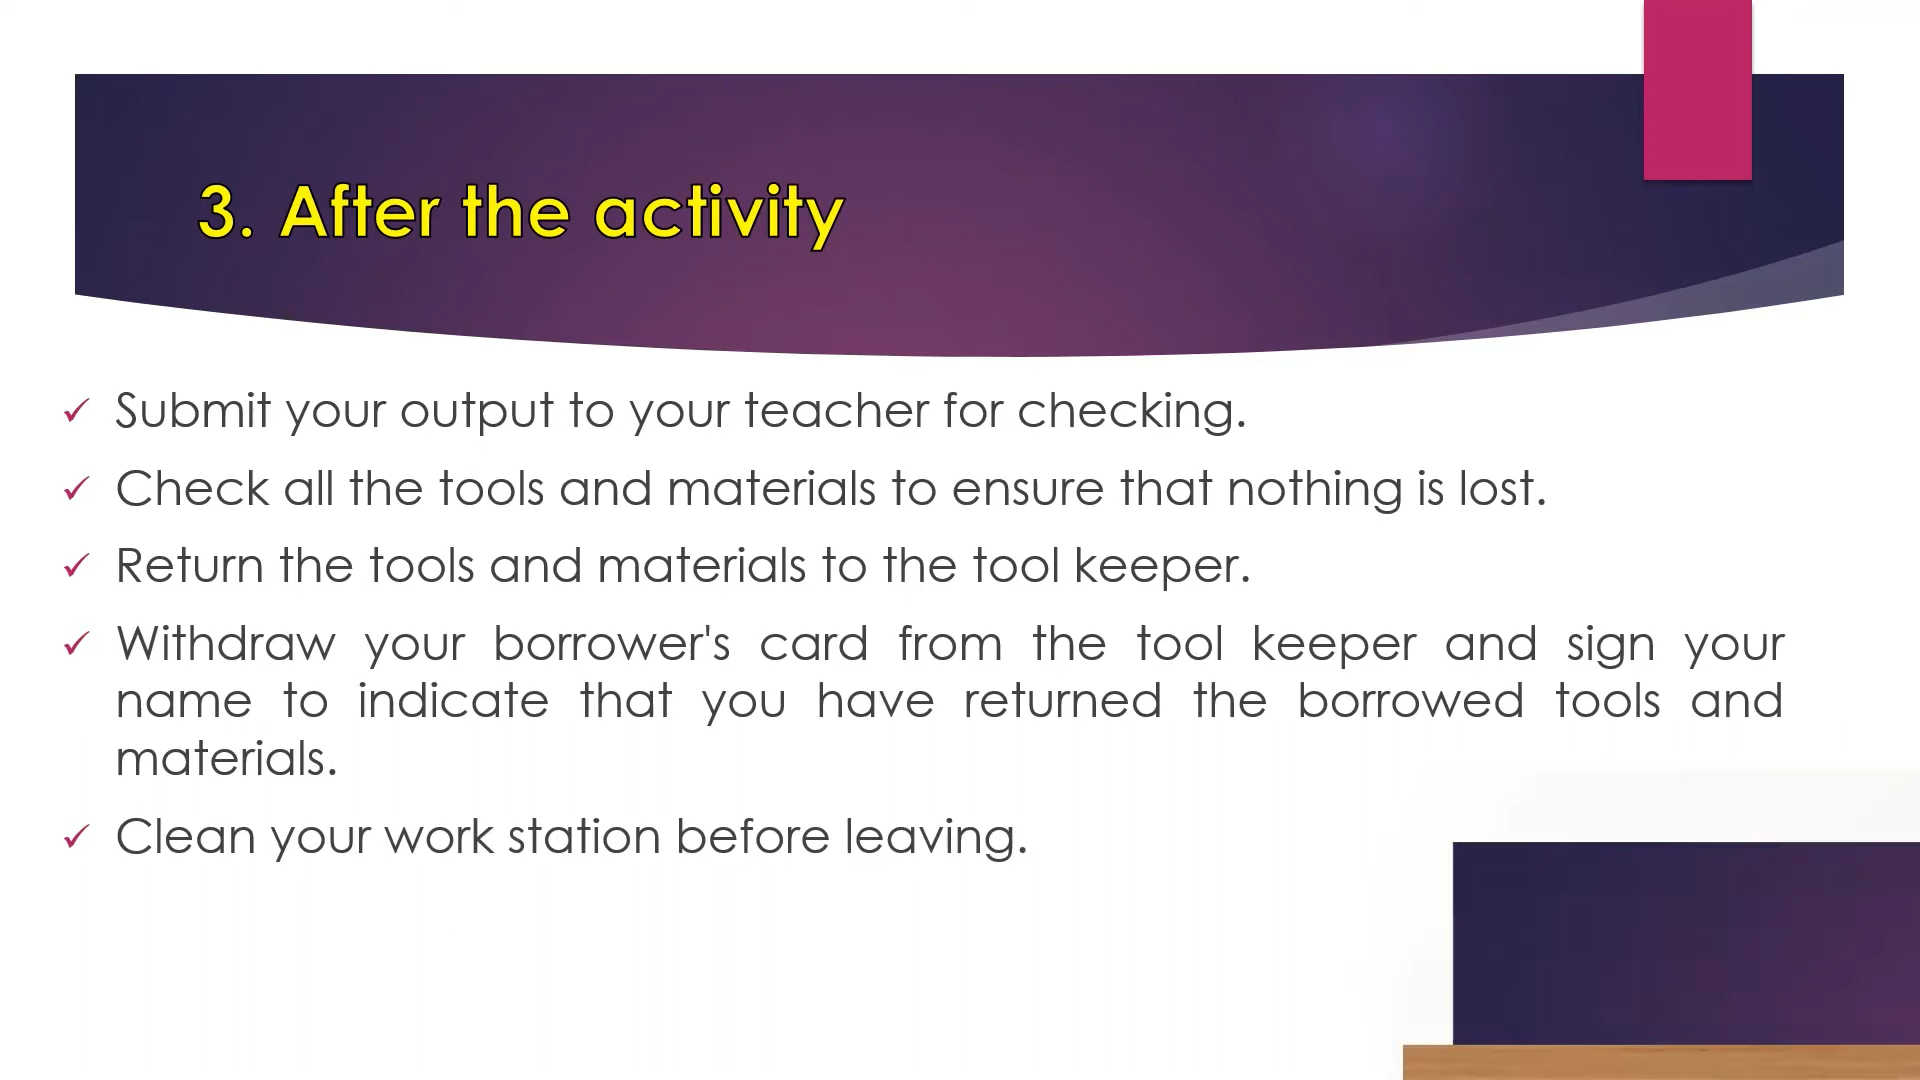 3. After the activity
✓ Submit your output to your teacher for checking.
✓ Check all the tools and materials to ensure that nothing is lost.
✓ Return the tools and materials to the tool keeper.
✓ Withdraw your borrower's card from the tool keeper and sign your
name to indicate that you have returned the borrowed tools and
materials.
✓ Clean your work station before leaving.